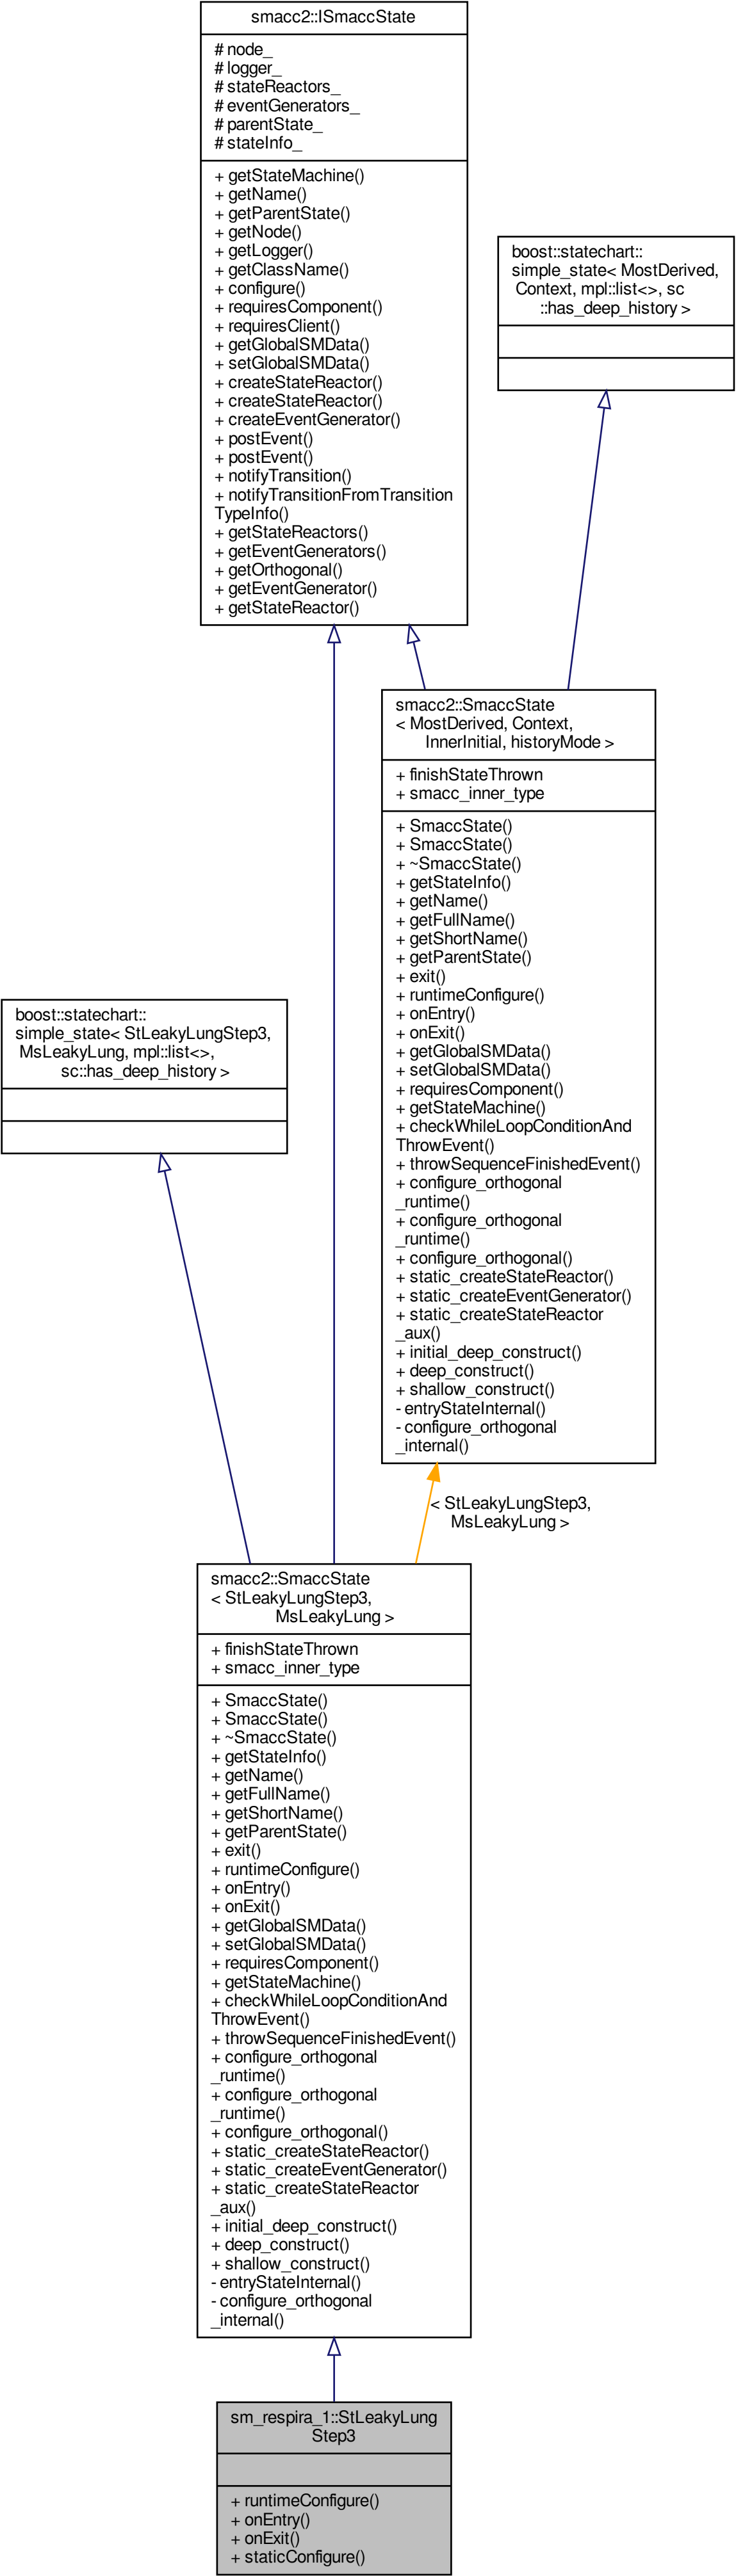 smacc2::ISmaccState
# node_
# logger_
# stateReactors_
# eventGenerators_
# parentState_
# stateInfo_
+ getStateMachine()
+ getName()
+ getParentState()
+ getNode()
+ getLogger()
+ getClassName()
+ configure()
+ requiresComponent()
+ requiresClient()
+ getGlobalSMData()
+ setGlobalSMData()
+ createStateReactor()
+ createStateReactor()
+ createEventGenerator()
+ postEvent()
+ postEvent()
+ notifyTransition()
+ notifyTransitionFromTransition
TypeInfo()
+ getStateReactors()
+ getEventGenerators()
+ getOrthogonal()
+ getEventGenerator()
+ getStateReactor()
boost::statechart::
simple_state< MostDerived,
Context, mpl::list<>, sc
::has_deep_history >
smacc2::SmaccState
< MostDerived, Context,
InnerInitial, historyMode >
+ finishStateThrown
+ smacc_inner_type
+ SmaccState()
+ SmaccState()
+ ~SmaccState()
+ getStateInfo()
+ getName()
+ getFullName()
+ getShortName()
+ getParentState()
+ exit()
+ runtimeConfigure()
+ onEntry()
+ onExit()
+ getGlobalSMData()
+ setGlobalSMData()
+ requiresComponent()
+ getStateMachine()
+ checkWhileLoopConditionAnd
ThrowEvent()
+ throwSequenceFinishedEvent()
+ configure_orthogonal
_runtime()
+ configure_orthogonal
_runtime()
+ configure_orthogonal()
+ static_createStateReactor()
+ static_createEventGenerator()
+ static_createStateReactor
_aux()
+ initial_deep_construct()
+ deep_construct()
+ shallow_construct()
- entryStateInternal()
- configure_orthogonal
_internal()
boost::statechart::
simple_state< StLeakyLungStep3,
MsLeakyLung, mpl::list<>,
sc::has_deep_history >
< StLeakyLungStep3,
MsLeakyLung >
smacc2::SmaccState
< StLeakyLungStep3,
MsLeakyLung >
+ finishStateThrown
+ smacc_inner_type
+ SmaccState()
+ SmaccState()
+ ~SmaccState()
+ getStateInfo()
+ getName()
+ getFullName()
+ getShortName()
+ getParentState()
+ exit()
+ runtimeConfigure()
+ onEntry()
+ onExit()
+ getGlobalSMData()
+ setGlobalSMData()
+ requiresComponent()
+ getStateMachine()
+ checkWhileLoopConditionAnd
ThrowEvent()
+ throwSequenceFinishedEvent()
+ configure_orthogonal
_runtime()
+ configure_orthogonal
_runtime()
+ configure_orthogonal()
+ static_createStateReactor()
+ static_createEventGenerator()
+ static_createStateReactor
_aux()
+ initial_deep_construct()
+ deep_construct()
+ shallow_construct()
- entryStateInternal()
- configure_orthogonal
_internal()
sm_respira_1::StLeakyLung
Step3
+ runtimeConfigure()
+ onEntry()
+ onExit()
+ staticConfigure()